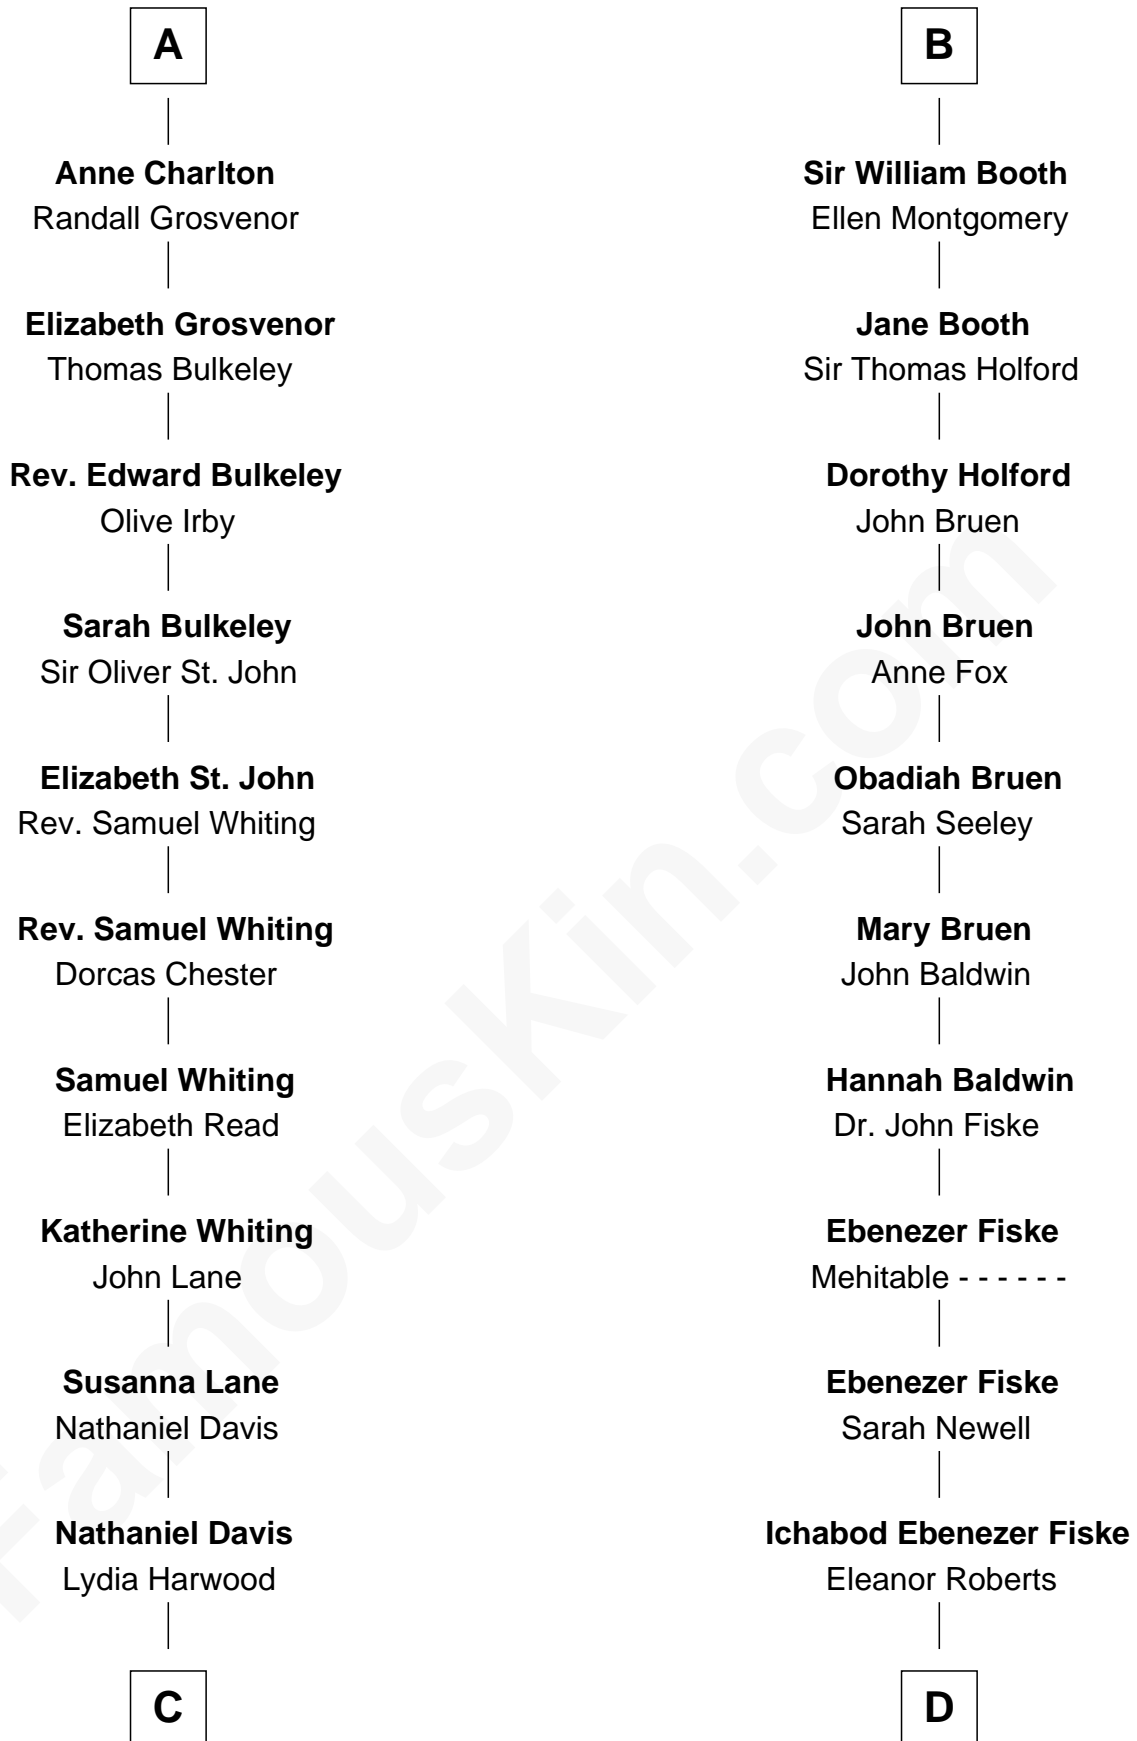 A
Anne Charlton
Randall Grosvenor
Elizabeth Grosvenor
Thomas Bulkeley
Rev. Edward Bulkeley
Olive Irby
Sarah Bulkeley
Sir Oliver St. John
Elizabeth St. John
Rev. Samuel Whiting
Rev. Samuel Whiting
Dorcas Chester
Samuel Whiting
Elizabeth Read
Katherine Whiting
John Lane
Susanna Lane
Nathaniel Davis
Nathaniel Davis
Lydia Harwood
C
B
Sir William Booth
Ellen Montgomery
Jane Booth
Sir Thomas Holford
Dorothy Holford
John Bruen
John Bruen
Anne Fox
Obadiah Bruen
Sarah Seeley
Mary Bruen
John Baldwin
Hannah Baldwin
Dr. John Fiske
Ebenezer Fiske
Mehitable - - - - - -
Ebenezer Fiske
Sarah Newell
Ichabod Ebenezer Fiske
Eleanor Roberts
D
FamousKin.com